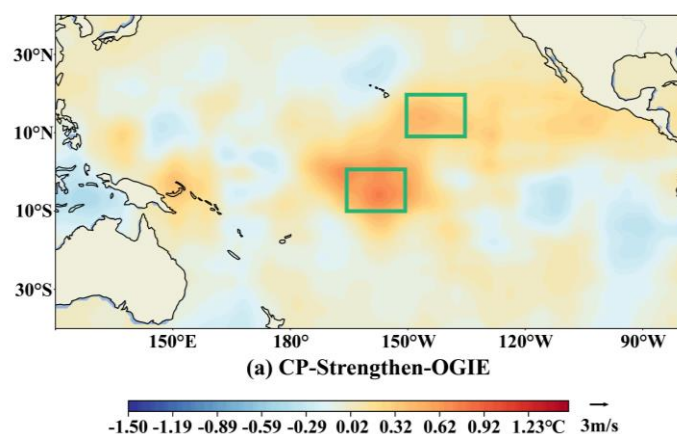 30°N
10°N
10°S
30°S
150°E 180° 150°W 120°W 90°W
(a) CP-Strengthen-OGIE
-1.50 -1.19 -0.89 -0.59 -0.29 0.02 0.32 0.62 0.92 1.23°C 3m/s